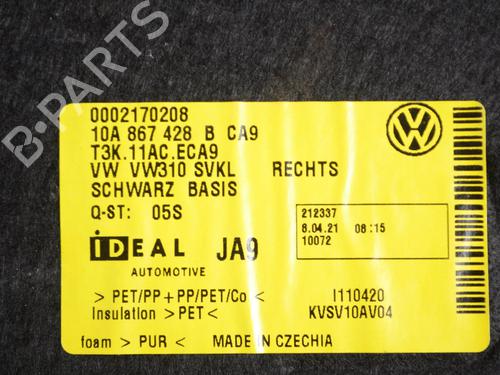 B-PARTS
0002170208
10A 867 428 B CA9
T3K.11AC.ECA9
VW VW310 SVKL RECHTS
SCHWARZ BASIS
Q-ST: 05S
212337
8.04.21 08:15
10072
iDEAL JA9
AUTOMOTIVE
> PET/PP + PP/PET/Co < I110420
Insulation > PET < KVSV10AV04
foam > PUR < MADE IN CZECHIA